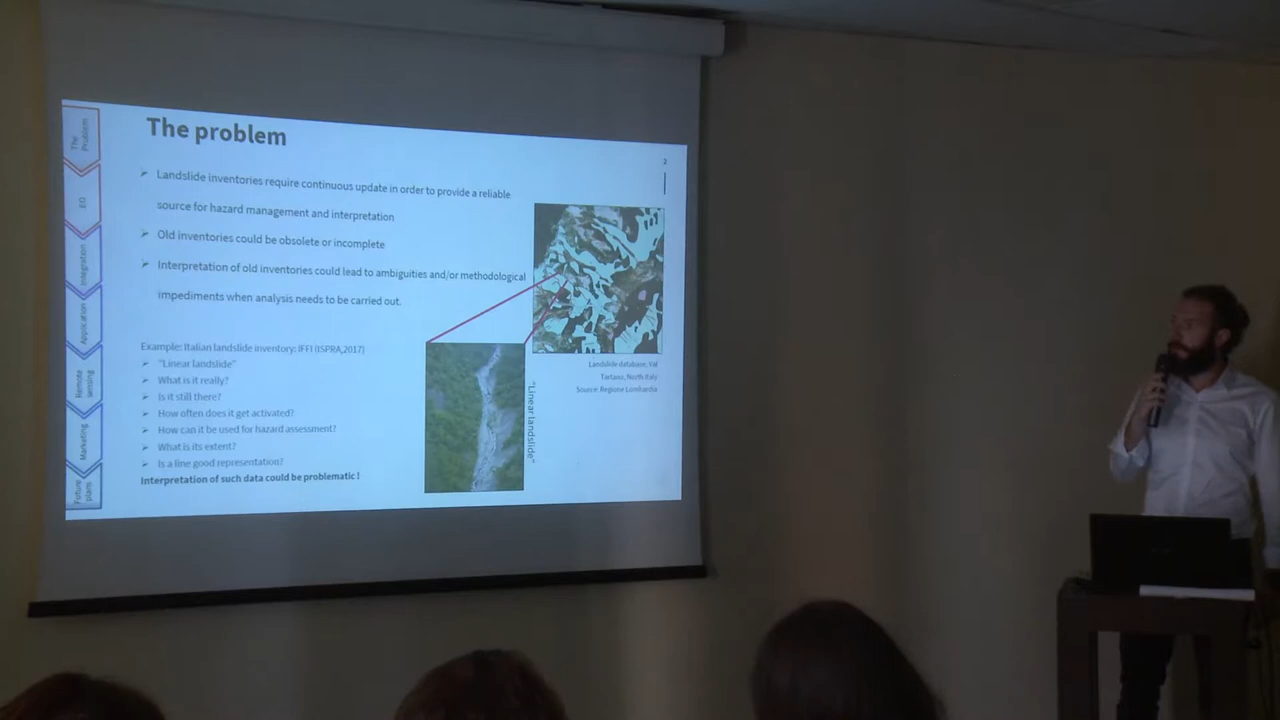 The problem
2
Landslide inventories require continuous update in order to provide a reliable
source for hazard management and interpretation
Old inventories could be obsolete or incomplete
Interpretation of old inventories could lead to ambiguities and/or methodological
impediments when analysis needs to be carried out.
Example: Italian landslide inventory: IFFI (ISPRA,2017)
"Linear landslide"
What is it really?
Is it still there?
How often does it get activated?
How can it be used for hazard assessment?
What is its extent?
Is a line good representation?
Interpretation of such data could be problematic !
"Linear landslide"
Landslide database, Val
Tartano, North Italy
Source: Regione Lombardia
The
Problem
EO
Integration
Application
Remote
sensing
Marketing
Future
plans